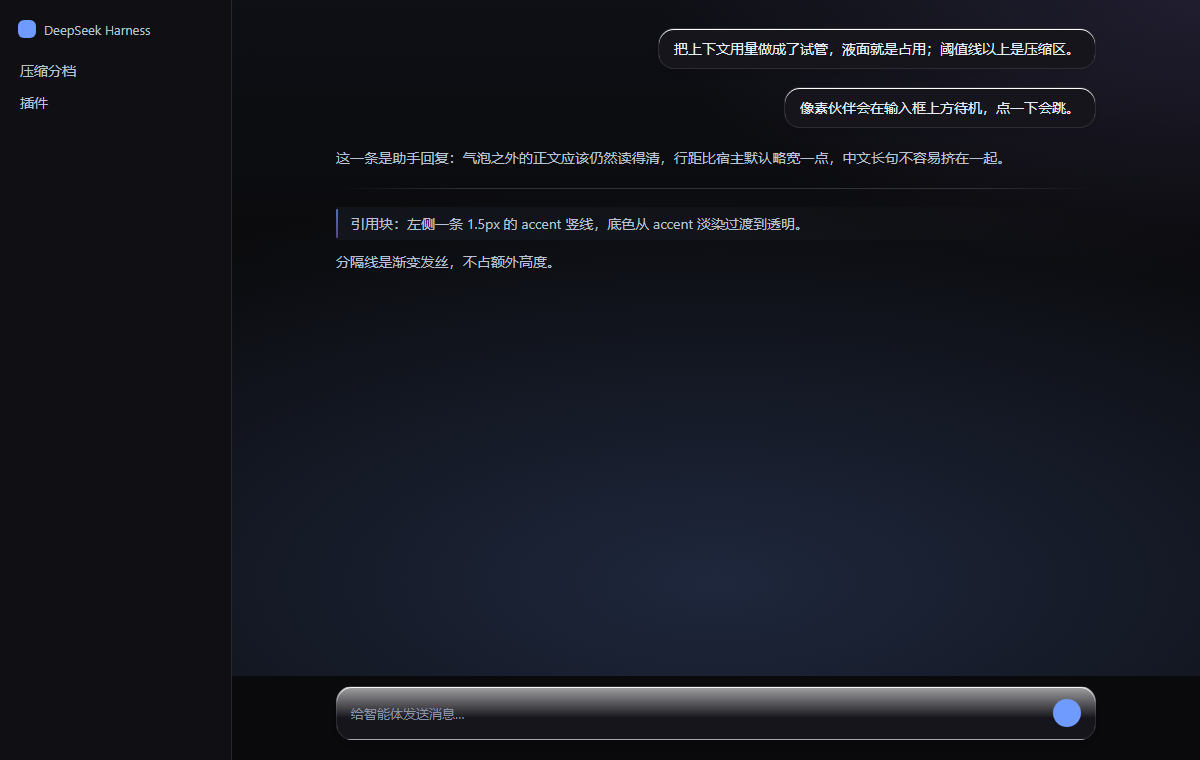 DeepSeek Harness
压缩分档
插件
把上下文用量做成了试管，液面就是占用；阈值线以上是压缩区。
像素伙伴会在输入框上方待机，点一下会跳。
这一条是助手回复：气泡之外的正文应该仍然读得清，行距比宿主默认略宽一点，中文长句不容易挤在一起。
引用块：左侧一条 1.5px 的 accent 竖线，底色从 accent 淡染过渡到透明。
分隔线是渐变发丝，不占额外高度。
给智能体发送消息...